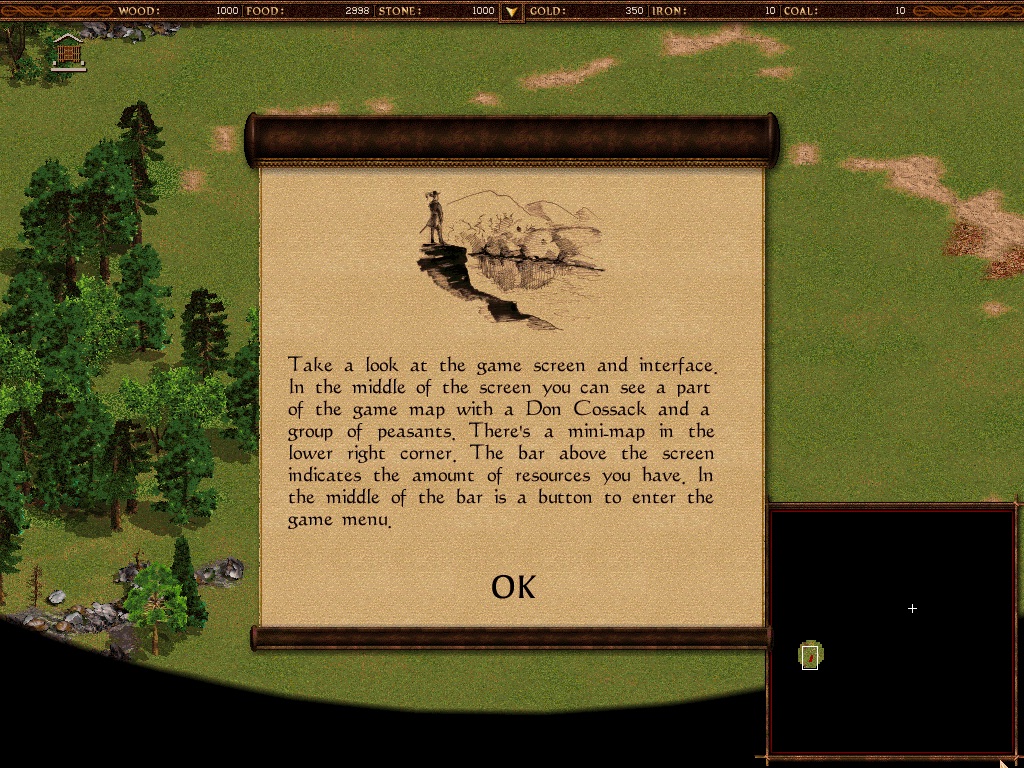 WOOD: 1000 FOOD: 2998 STONE: 1000 GOLD: 350 IRON: 10 COAL: 10
Take a look at the game screen and interface.
In the middle of the screen you can see a part
of the game map with a Don Cossack and a
group of peasants. There's a mini-map in the
lower right corner. The bar above the screen
indicates the amount of resources you have. In
the middle of the bar is a button to enter the
game menu.
OK